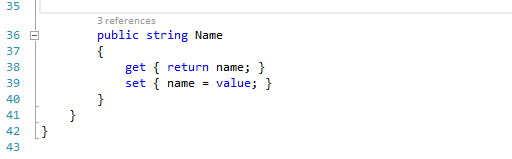 35
3 references
36 public string Name
37 {
38 get { return name; }
39 set { name = value; }
40 }
41 }
42 }
43